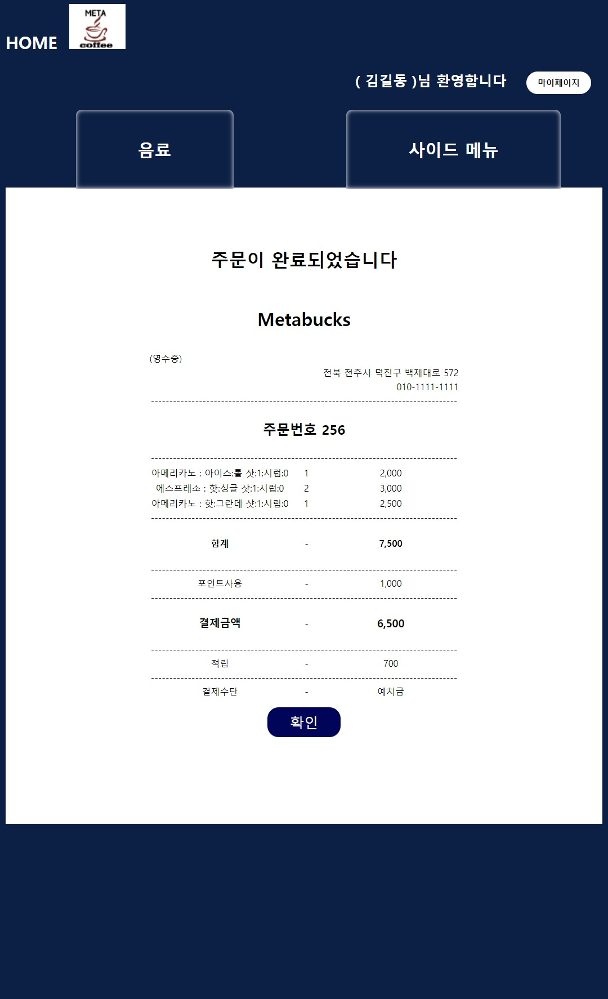 META
coffee
HOME
( 김길동 )님 환영합니다
마이페이지
음료
사이드 메뉴
주문이 완료되었습니다
Metabucks
(영수증)
전북 전주시 덕진구 백제대로 572
010-1111-1111
주문번호 256
아메리카노 : 아이스:톨 샷:1:시럽:0 1 2,000
에스프레소 : 핫:싱글 샷:1:시럽:0 2 3,000
아메리카노 : 핫:그란데 샷:1:시럽:0 1 2,500
합계 - 7,500
포인트사용 - 1,000
결제금액 - 6,500
적립 - 700
결제수단 - 예치금
확인